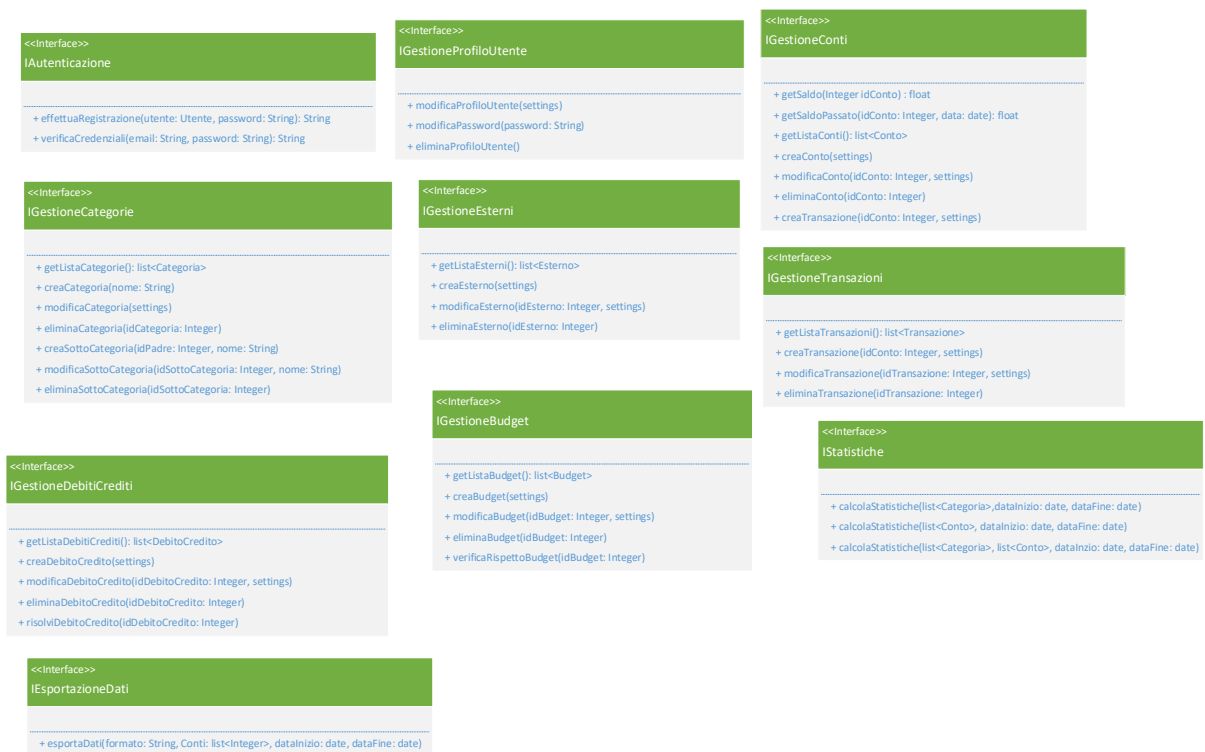 <<Interface>>
IAutenticazione
+ effettuaRegistrazione(utente: Utente, password: String): String
+ verificaCredenziali(email: String, password: String): String
<<Interface>>
IGestioneProfiloUtente
+ modificaProfiloUtente(settings)
+ modificaPassword(password: String)
+ eliminaProfiloUtente()
<<Interface>>
IGestioneConti
+ getSaldo(Integer idConto) : float
+ getSaldoPassato(idConto: Integer, data: date): float
+ getListaConti(): list<Conto>
+ creaConto(settings)
+ modificaConto(idConto: Integer, settings)
+ eliminaConto(idConto: Integer)
+ creaTransazione(idConto: Integer, settings)
<<Interface>>
IGestioneCategorie
+ getListaCategorie(): list<Categoria>
+ creaCategoria(nome: String)
+ modificaCategoria(settings)
+ eliminaCategoria(idCategoria: Integer)
+ creaSottoCategoria(idPadre: Integer, nome: String)
+ modificaSottoCategoria(idSottoCategoria: Integer, nome: String)
+ eliminaSottoCategoria(idSottoCategoria: Integer)
<<Interface>>
IGestioneEsterni
+ getListaEsterni(): list<Esterno>
+ creaEsterno(settings)
+ modificaEsterno(idEsterno: Integer, settings)
+ eliminaEsterno(idEsterno: Integer)
<<Interface>>
IGestioneTransazioni
+ getListaTransazioni(): list<Transazione>
+ creaTransazione(idConto: Integer, settings)
+ modificaTransazione(idTransazione: Integer, settings)
+ eliminaTransazione(idTransazione: Integer)
<<Interface>>
IGestioneBudget
+ getListaBudget(): list<Budget>
+ creaBudget(settings)
+ modificaBudget(idBudget: Integer, settings)
+ eliminaBudget(idBudget: Integer)
+ verificaRispettoBudget(idBudget: Integer)
<<Interface>>
IStatistiche
+ calcolaStatistiche(list<Categoria>,dataInizio: date, dataFine: date)
+ calcolaStatistiche(list<Conto>, dataInizio: date, dataFine: date)
+ calcolaStatistiche(list<Categoria>, list<Conto>, dataInzio: date, dataFine: date)
<<Interface>>
IGestioneDebitiCrediti
+ getListaDebitiCrediti(): list<DebitoCredito>
+ creaDebitoCredito(settings)
+ modificaDebitoCredito(idDebitoCredito: Integer, settings)
+ eliminaDebitoCredito(idDebitoCredito: Integer)
+ risolviDebitoCredito(idDebitoCredito: Integer)
<<Interface>>
IEsportazioneDati
+ esportaDati(formato: String, Conti: list<Integer>, dataInizio: date, dataFine: date)